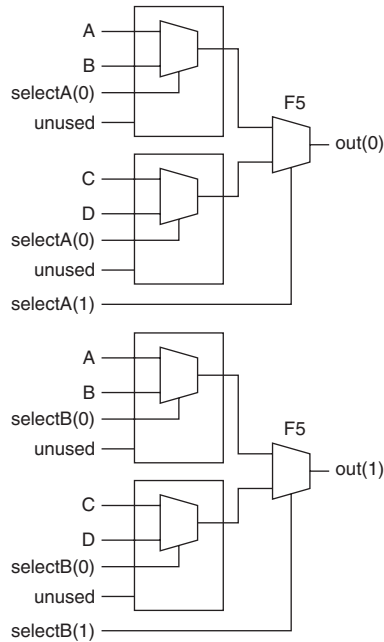 A
B
selectA(0)
unused
F5
out(0)
C
D
selectA(0)
unused
selectA(1)
A
B
selectB(0)
unused
F5
out(1)
C
D
selectB(0)
unused
selectB(1)